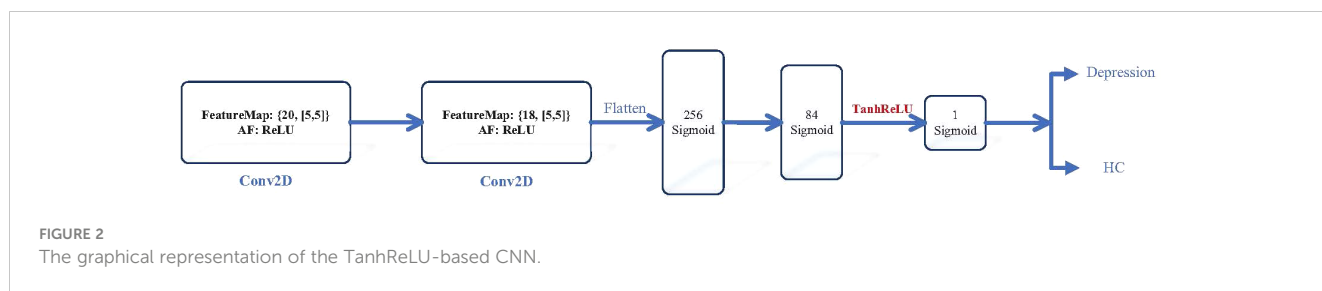 FeatureMap: {20, [5,5]}
AF: ReLU
Conv2D
FeatureMap: {18, [5,5]}
AF: ReLU
Conv2D
Flatten
256
Sigmoid
84
Sigmoid
TanhReLU
1
Sigmoid
Depression
HC
FIGURE 2
The graphical representation of the TanhReLU-based CNN.